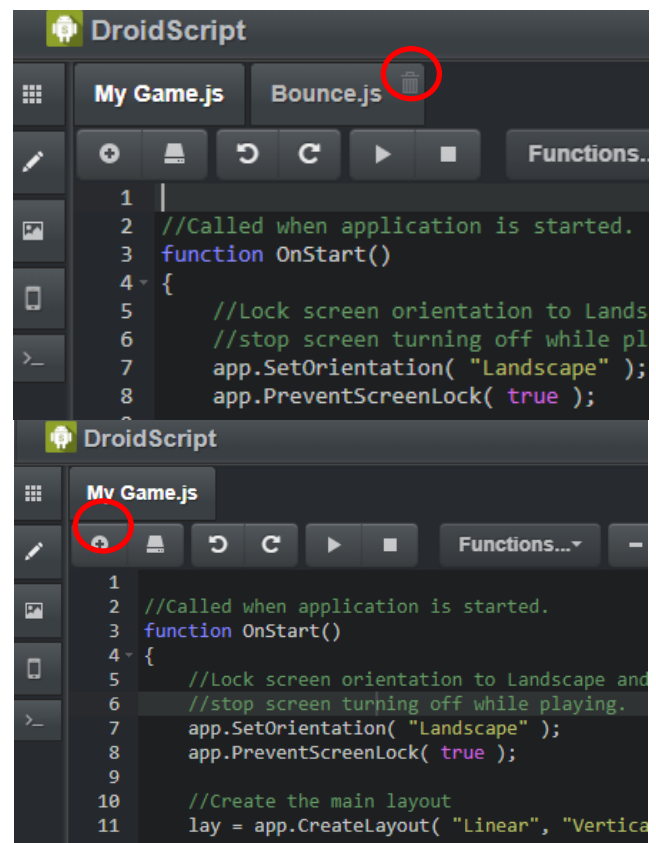 DroidScript
My Game.js Bounce.js
Functions..
1
2 //Called when application is started.
3 function OnStart()
4 {
5 //Lock screen orientation to Lands
6 //stop screen turning off while pl
7 app.SetOrientation( "Landscape" );
8 app.PreventScreenLock( true );
DroidScript
My Game.js
Functions...
1
2 //Called when application is started.
3 function OnStart()
4 {
5 //Lock screen orientation to Landscape and
6 //stop screen turning off while playing.
7 app.SetOrientation( "Landscape" );
8 app.PreventScreenLock( true );
9
10 //Create the main layout
11 lay = app.CreateLayout( "Linear", "Vertica